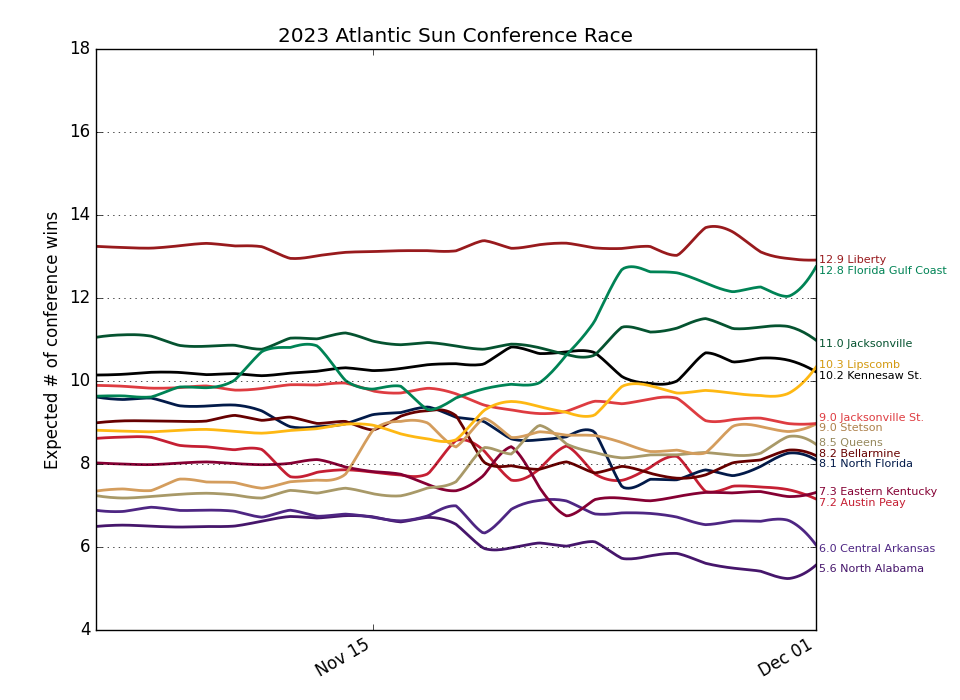 2023 Atlantic Sun Conference Race
Expected # of conference wins
18
16
14
12
10
8
6
4
Nov 15
Dec 01
12.9 Liberty
12.8 Florida Gulf Coast
11.0 Jacksonville
10.3 Lipscomb
10.2 Kennesaw St.
9.0 Jacksonville St.
9.0 Stetson
8.5 Queens
8.2 Bellarmine
8.1 North Florida
7.3 Eastern Kentucky
7.2 Austin Peay
6.0 Central Arkansas
5.6 North Alabama